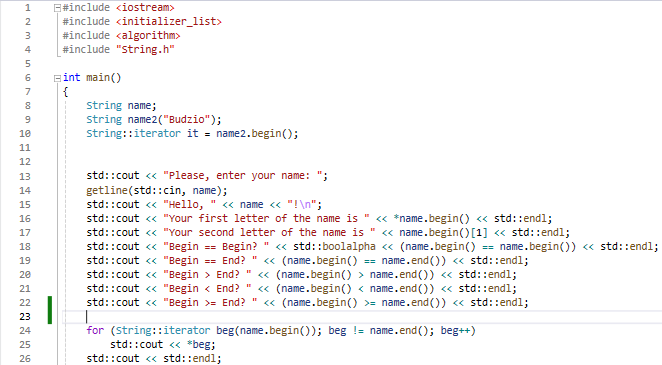 1 #include <iostream>
2 #include <initializer_list>
3 #include <algorithm>
4 #include "String.h"
5
6 int main()
7 {
8 String name;
9 String name2("Budzio");
10 String::iterator it = name2.begin();
11
12
13 std::cout << "Please, enter your name: ";
14 getline(std::cin, name);
15 std::cout << "Hello, " << name << "!\n";
16 std::cout << "Your first letter of the name is " << *name.begin() << std::endl;
17 std::cout << "Your second letter of the name is " << name.begin()[1] << std::endl;
18 std::cout << "Begin == Begin? " << std::boolalpha << (name.begin() == name.begin()) << std::endl;
19 std::cout << "Begin == End? " << (name.begin() == name.end()) << std::endl;
20 std::cout << "Begin > End? " << (name.begin() > name.end()) << std::endl;
21 std::cout << "Begin < End? " << (name.begin() < name.end()) << std::endl;
22 std::cout << "Begin >= End? " << (name.begin() >= name.end()) << std::endl;
23
24 for (String::iterator beg(name.begin()); beg != name.end(); beg++)
25 std::cout << *beg;
26 std::cout << std::endl;